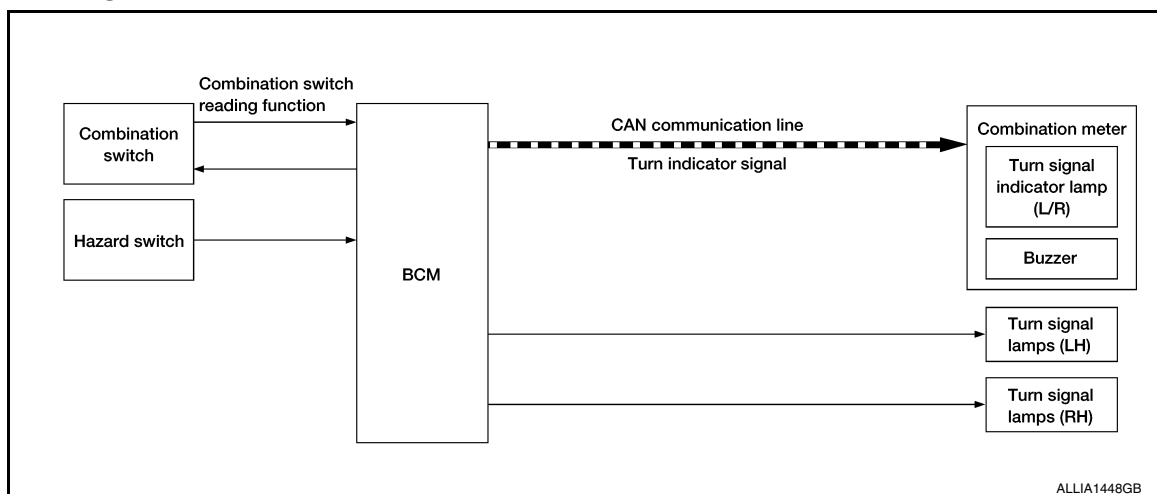 Combination switch
reading function
Combination
switch
Hazard switch
BCM
CAN communication line
Turn indicator signal
Combination meter
Turn signal
indicator lamp
(L/R)
Buzzer
Turn signal
lamps (LH)
Turn signal
lamps (RH)
ALLIA1448GB